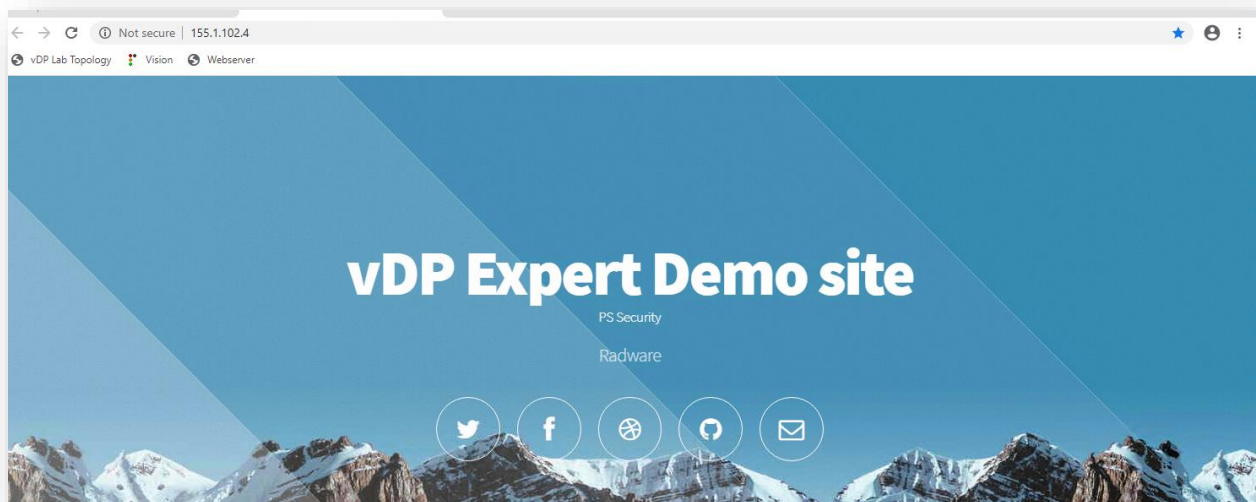 Not secure | 155.1.102.4
vDP Lab Topology Vision Webserver
vDP Expert Demo site
PS Security
Radware